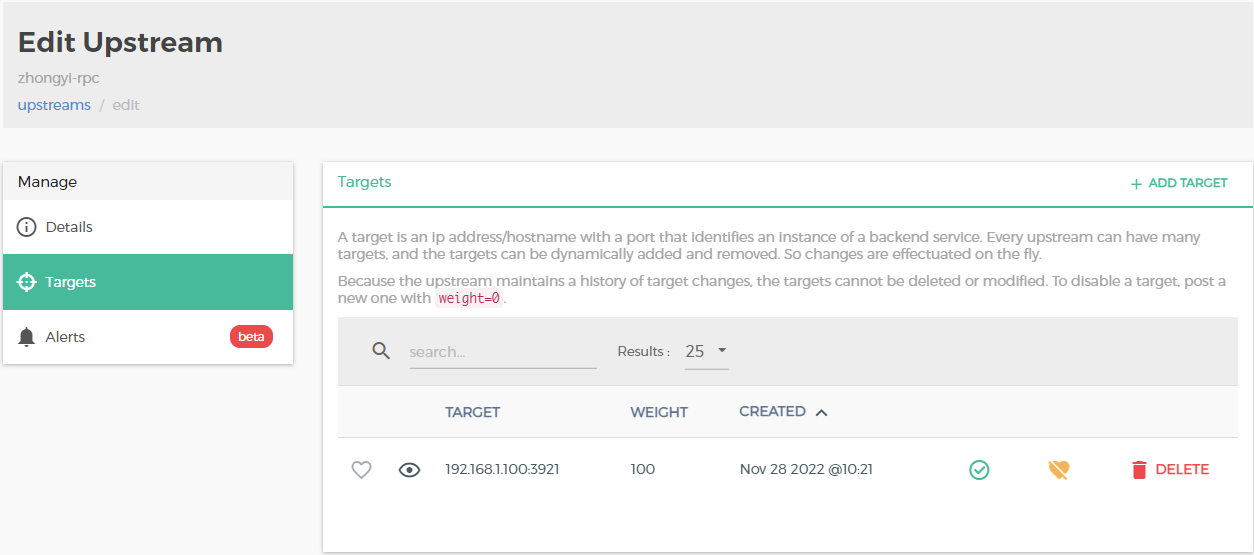 Edit Upstream
zhongyi-rpc
upstreams / edit
Manage
Details
Targets
Alerts beta
Targets
+ ADD TARGET
A target is an ip address/hostname with a port that identifies an instance of a backend service. Every upstream can have many
targets, and the targets can be dynamically added and removed. So changes are effectuated on the fly.
Because the upstream maintains a history of target changes, the targets cannot be deleted or modified. To disable a target, post a
new one with weight=0.
search... Results : 25
TARGET WEIGHT CREATED
192.168.1.100:3921 100 Nov 28 2022 @10:21 DELETE